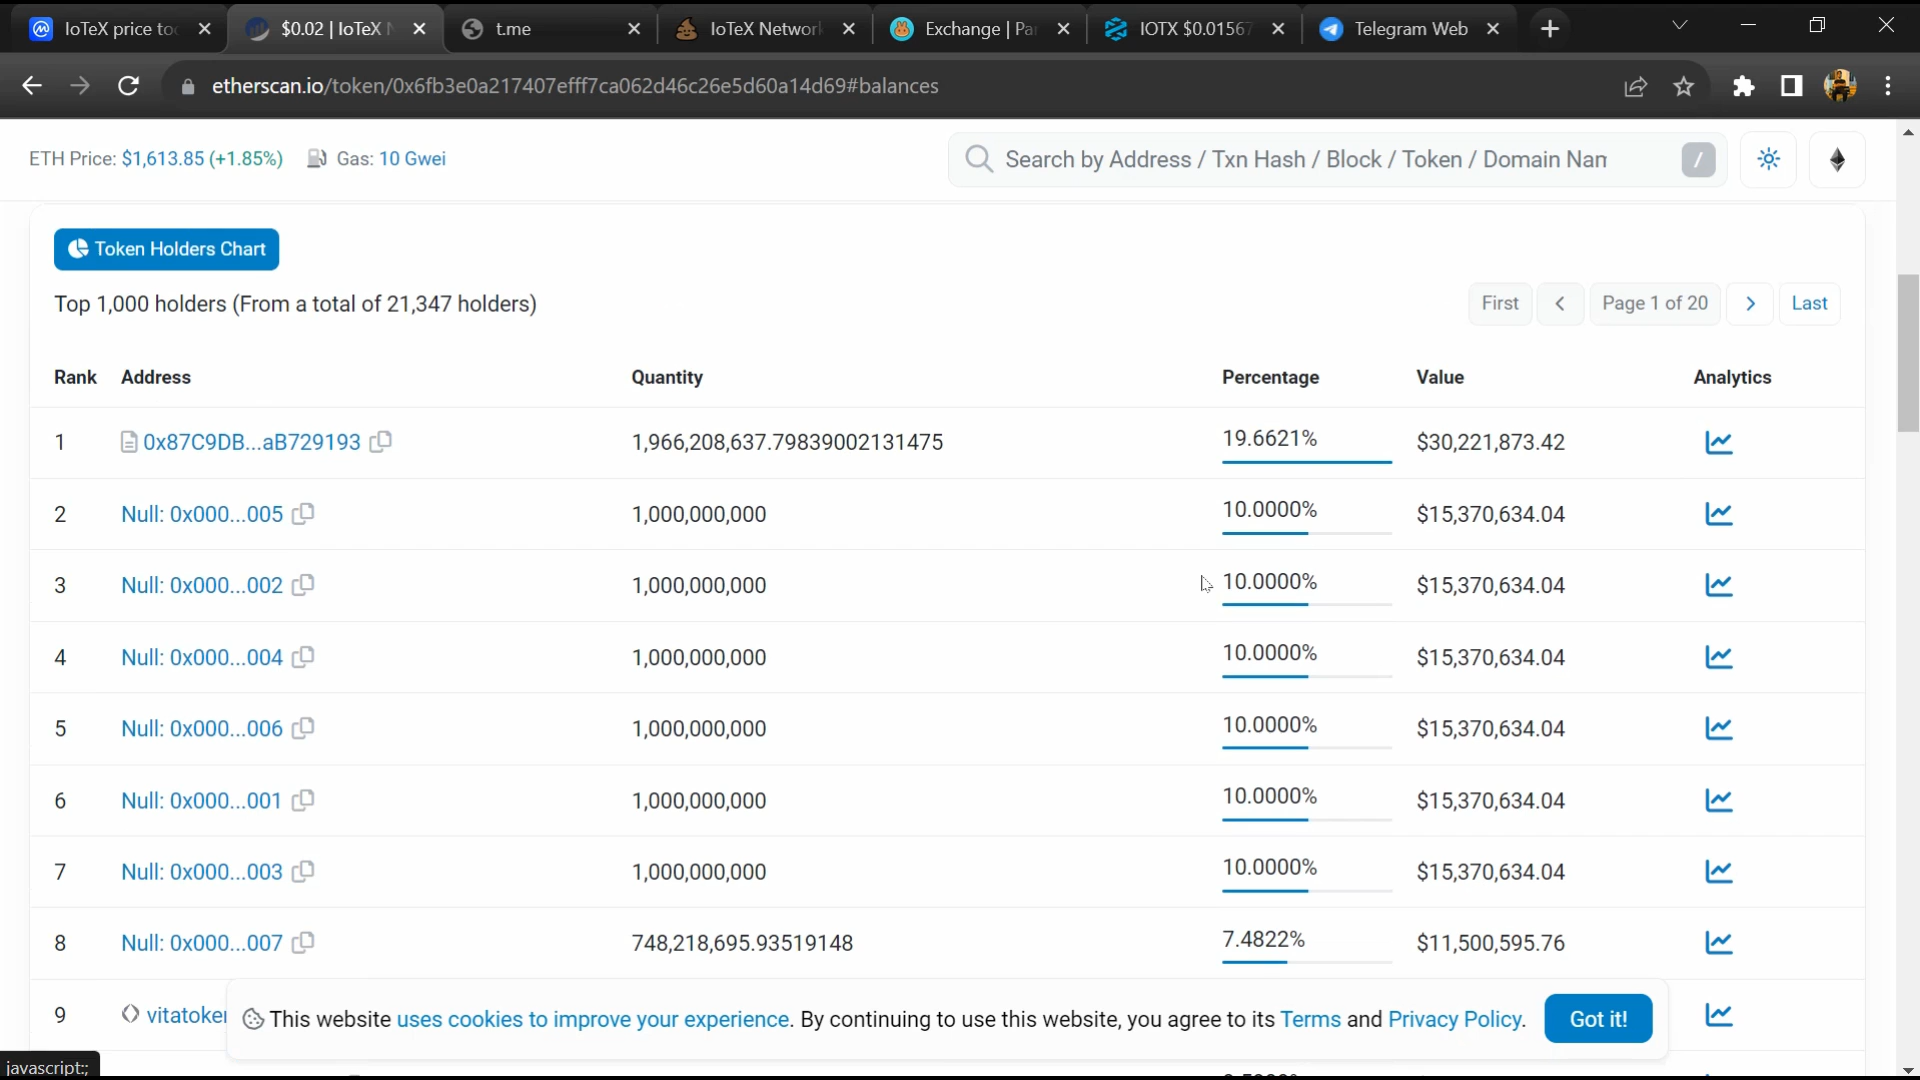 IoTeX price to
$0.02 | IoTeX N
t.me
IoTeX Network
Exchange | Pa
IOTX $0.01567
Telegram Web
etherscan.io/token/0x6fb3e0a217407efff7ca062d46c26e5d60a14d69#balances
ETH Price: $1,613.85 (+1.85%) Gas: 10 Gwei
Search by Address / Txn Hash / Block / Token / Domain Nam
/
Token Holders Chart
Top 1,000 holders (From a total of 21,347 holders)
First < Page 1 of 20 > Last
Rank Address Quantity Percentage Value Analytics
1 0x87C9DB...aB729193 1,966,208,637.79839002131475 19.6621% $30,221,873.42
2 Null: 0x000...005 1,000,000,000 10.0000% $15,370,634.04
3 Null: 0x000...002 1,000,000,000 10.0000% $15,370,634.04
4 Null: 0x000...004 1,000,000,000 10.0000% $15,370,634.04
5 Null: 0x000...006 1,000,000,000 10.0000% $15,370,634.04
6 Null: 0x000...001 1,000,000,000 10.0000% $15,370,634.04
7 Null: 0x000...003 1,000,000,000 10.0000% $15,370,634.04
8 Null: 0x000...007 748,218,695.93519148 7.4822% $11,500,595.76
9 vitatoken
This website uses cookies to improve your experience. By continuing to use this website, you agree to its Terms and Privacy Policy. Got it!
javascript:;